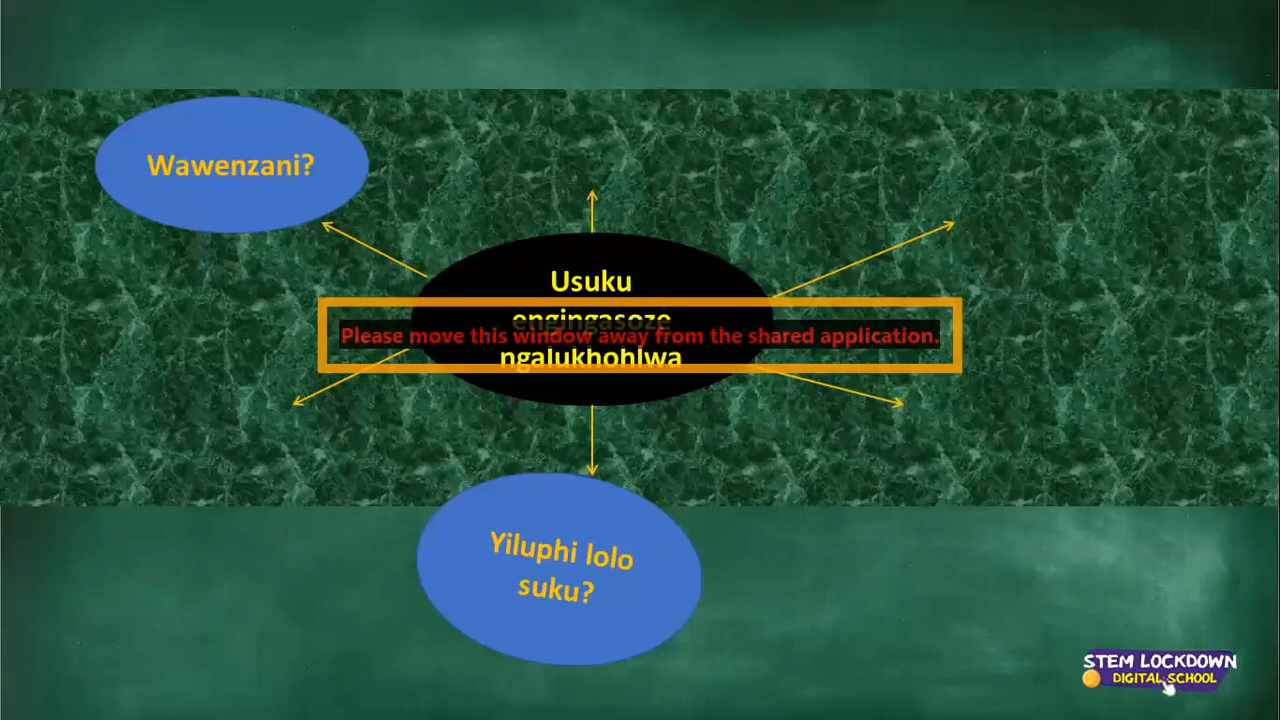 Wawenzani?
Usuku
engingasoze
Please move this window away from the shared application.
ngalukhohlwa
Yiluphi lolo
suku?
STEM LOCKDOWN
DIGITAL SCHOOL